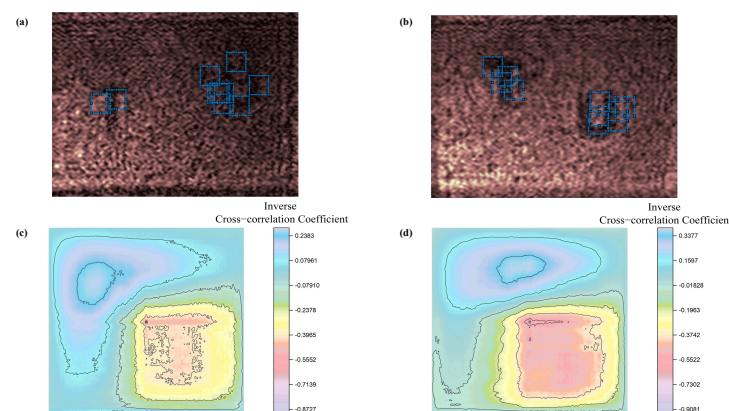 (a)
(b)
Inverse
Cross−correlation Coefficient
Inverse
Cross−correlation Coefficien
(c)
0.2383
0.07961
-0.07910
-0.2378
-0.3965
-0.5552
-0.7139
-0.8727
(d)
0.3377
0.1597
-0.01828
-0.1963
-0.3742
-0.5522
-0.7302
-0.9081